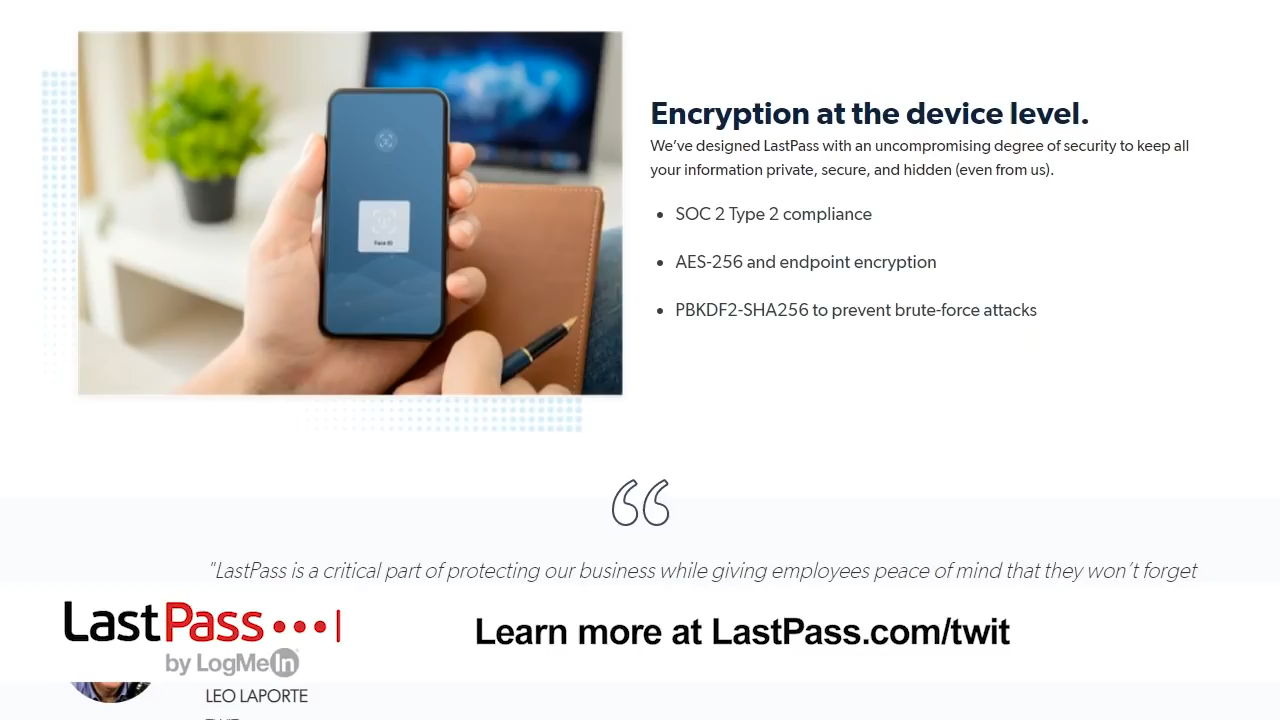 Encryption at the device level.
We’ve designed LastPass with an uncompromising degree of security to keep all
your information private, secure, and hidden (even from us).
• SOC 2 Type 2 compliance
• AES-256 and endpoint encryption
• PBKDF2-SHA256 to prevent brute-force attacks
Face ID
“
"LastPass is a critical part of protecting our business while giving employees peace of mind that they won’t forget
LastPass
by LogMeIn
Learn more at LastPass.com/twit
LEO LAPORTE